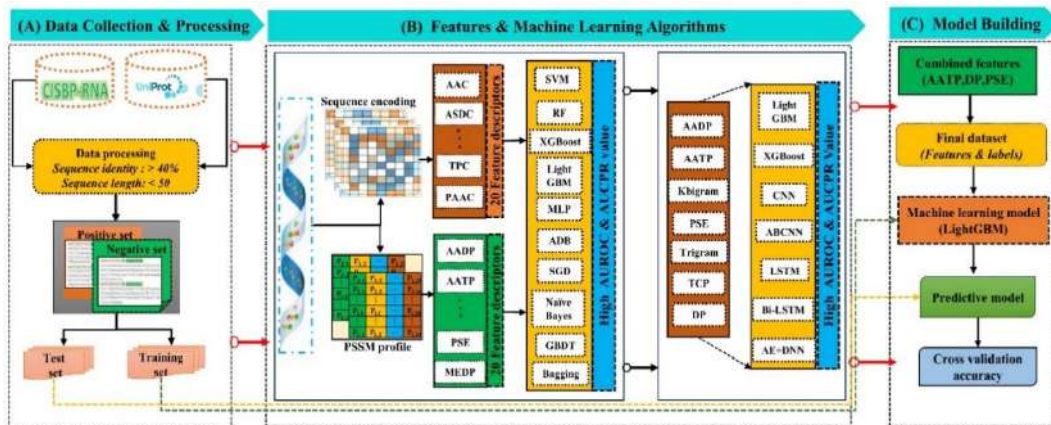 (A) Data Collection & Processing
CISBP-RNA
UniProt
Data processing
Sequence identity : > 40%
Sequence length: < 50
Positive set
Negative set
Test
set
Training
set
(B) Features & Machine Learning Algorithms
Sequence encoding
PSSM profile
AAC
ASDC
TPC
PAAC
20 Feature descriptors
AADP
AATP
PSE
MEDP
20 Feature descriptors
SVM
RF
XGBoost
Light
GBM
MLP
ADB
SGD
Naïve
Bayes
GBDT
Bagging
High AUROC & AUCPR value
AADP
AATP
Kbigram
PSE
Trigram
TCP
DP
Light
GBM
XGBoost
CNN
ABCNN
LSTM
Bi-LSTM
AE+DNN
High AUROC & AUCPR value
(C) Model Building
Combined features
(AATP,DP,PSE)
Final dataset
(Features & labels)
Machine learning model
(LightGBM)
Predictive model
Cross validation
accuracy